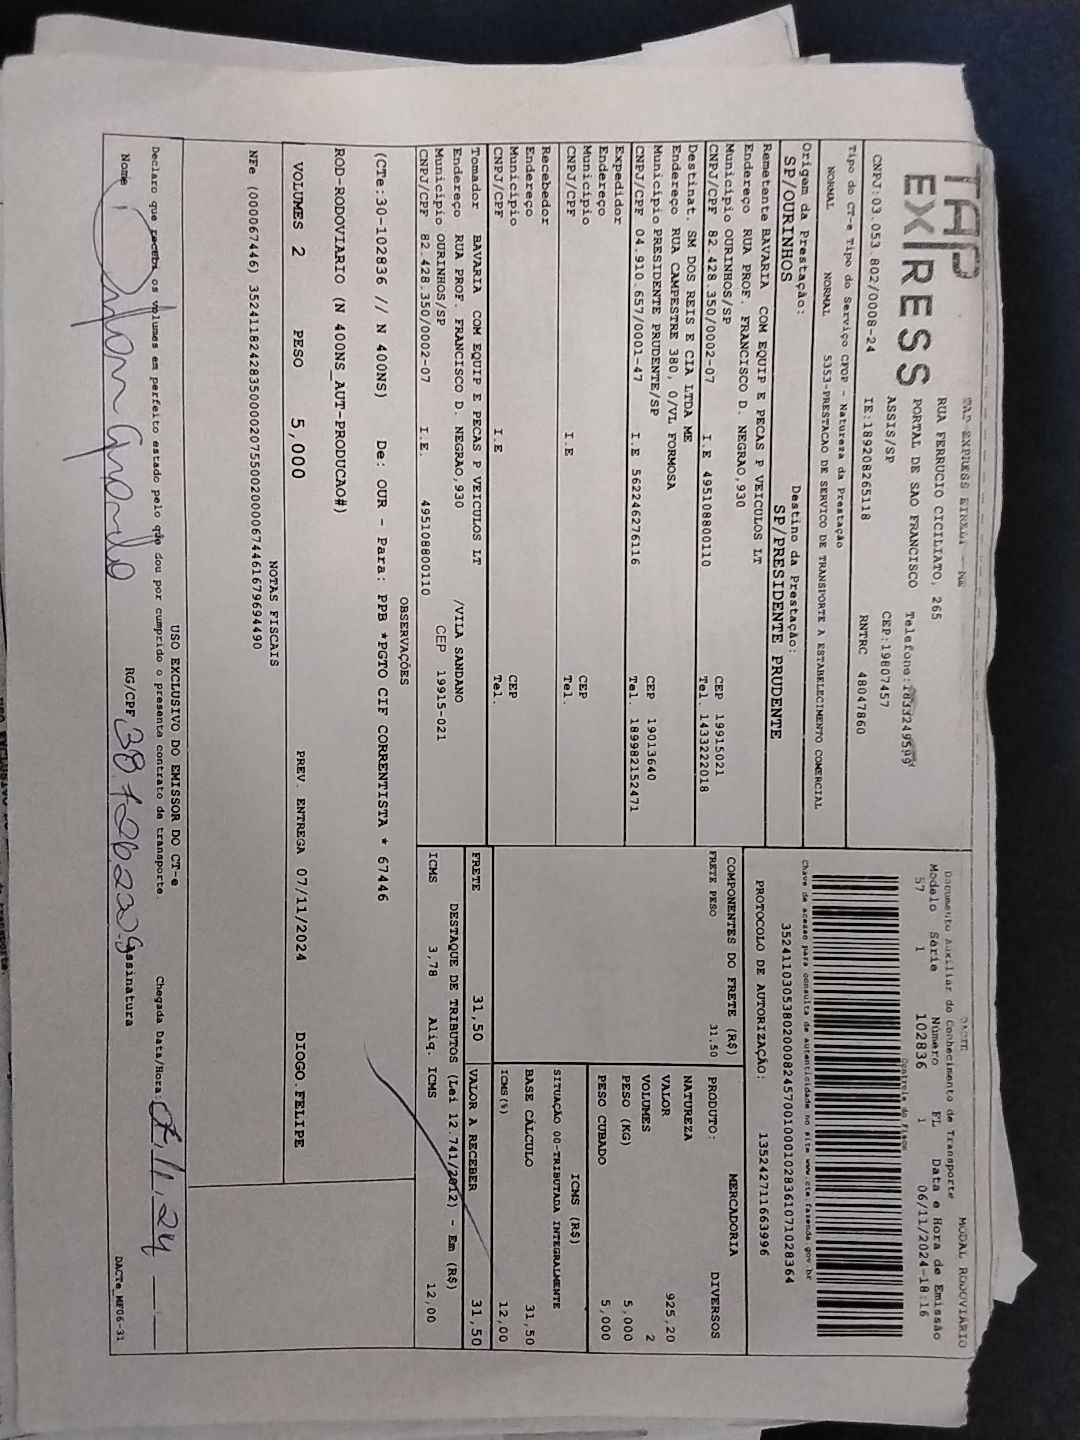 TAP EXPRESS
TAP EXPRESS EIRELI - ME
RUA FERRUCIO CICILIATO, 265
PORTAL DE SAO FRANCISCO
ASSIS/SP
Telefone:1833249599
CEP:19807457
CNPJ:03.053.802/0008-24
IE:189208265118
RNTRC 48047860
DACTE
MODAL RODOVIÁRIO
Documento Auxiliar do Conhecimento de Transporte
Modelo Série Número FL Data e Hora de Emissão
57 1 102836 1 06/11/2024-18:16
Controle do Fisco
Chave de acesso para consulta de autenticidade no site www.cte.fazenda.gov.br
35241103053802000824570010001028361071028364
PROTOCOLO DE AUTORIZAÇÃO: 135242711663996
Tipo do CT-e Tipo do Serviço CFOP - Natureza da Prestação
NORMAL NORMAL 5353-PRESTACAO DE SERVICO DE TRANSPORTE A ESTABELECIMENTO COMERCIAL
Origem da Prestação: Destino da Prestação:
SP/OURINHOS SP/PRESIDENTE PRUDENTE
Remetente BAVARIA COM EQUIP E PECAS P VEICULOS LT
Endereço RUA PROF. FRANCISCO D. NEGRAO,930
Município OURINHOS/SP CEP 19915021
CNPJ/CPF 82.428.350/0002-07 I.E 495108800110 Tel. 1433222018
Destinat. SM DOS REIS E CIA LTDA ME
Endereço RUA CAMPESTRE 380, 0/VL FORMOSA
Município PRESIDENTE PRUDENTE/SP CEP 19013640
CNPJ/CPF 04.910.657/0001-47 I.E 562246276116 Tel. 189982152471
Expedidor
Endereço
Município CEP
CNPJ/CPF I.E Tel.
Recebedor
Endereço
Município CEP
CNPJ/CPF I.E Tel.
Tomador BAVARIA COM EQUIP E PECAS P VEICULOS LT
Endereço RUA PROF. FRANCISCO D. NEGRAO,930 /VILA SANDANO
Município OURINHOS/SP CEP 19915-021
CNPJ/CPF 82.428.350/0002-07 I.E. 495108800110
COMPONENTES DO FRETE (R$)
FRETE PESO 31,50
MERCADORIA
PRODUTO: DIVERSOS
NATUREZA
VALOR 925,20
VOLUMES 2
PESO (KG) 5,000
PESO CUBADO 5,000
ICMS (R$)
SITUAÇÃO 00-TRIBUTADA INTEGRALMENTE
BASE CÁLCULO 31,50
ICMS(%) 12,00
FRETE 31,50 VALOR A RECEBER 31,50
DESTAQUE DE TRIBUTOS (Lei 12.741/2012) - Em (R$)
ICMS 3,78 Aliq. ICMS 12,00
OBSERVAÇÕES
(CTe:30-102836 // N 400NS) De: OUR - Para: PPB *PGTO CIF CORRENTISTA * 67446
ROD-RODOVIARIO (N 400NS_AUT-PRODUCAO#)
VOLUMES 2 PESO 5,000 PREV. ENTREGA 07/11/2024 DIOGO.FELIPE
NOTAS FISCAIS
NFe (000067446) 35241182428350000207550020000674461679694490
USO EXCLUSIVO DO EMISSOR DO CT-e
Declaro que recebi os volumes em perfeito estado pelo que dou por cumprido o presente contrato de transporte. Chegada Data/Hora:
Nome RG/CPF Assinatura
DACTe_MF06-31